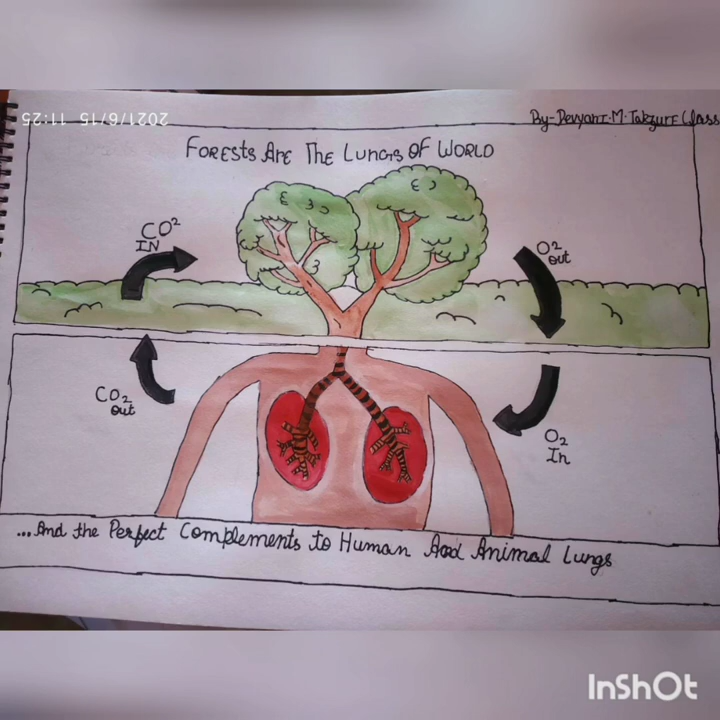 2021/6/15 11:25
By-Devyani.M.Takzure Class
FORESTS ARE THE LUNGS OF WORLD
CO²
IN
O²
out
CO₂
out
O₂
In
...And the Perfect Complements to Human And Animal Lungs
InShOt